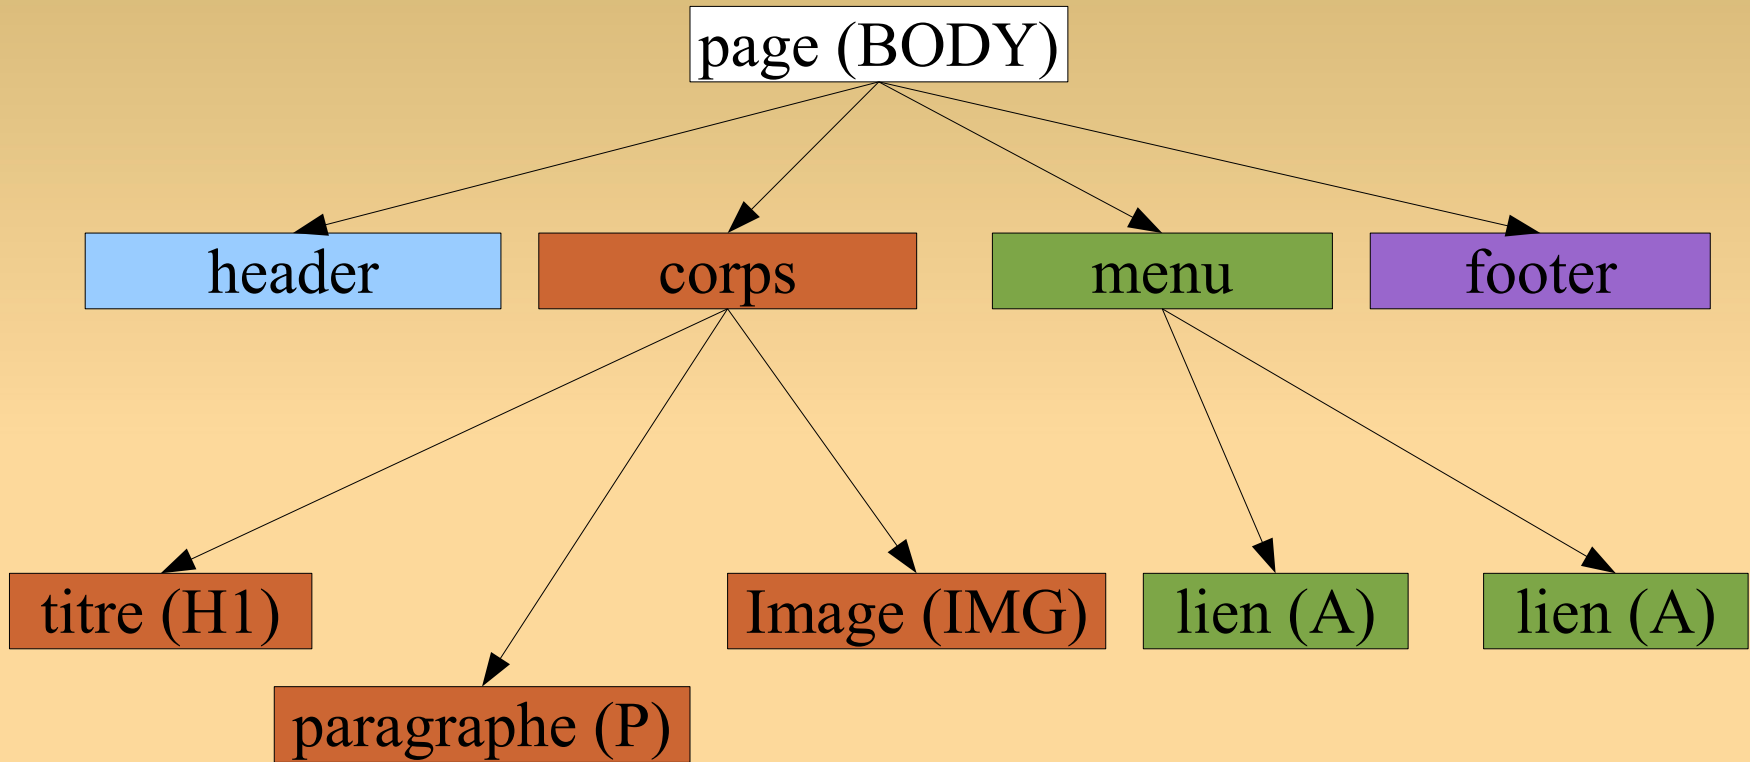 page (BODY)
header
corps
menu
footer
titre (H1)
Image (IMG)
lien (A)
lien (A)
paragraphe (P)